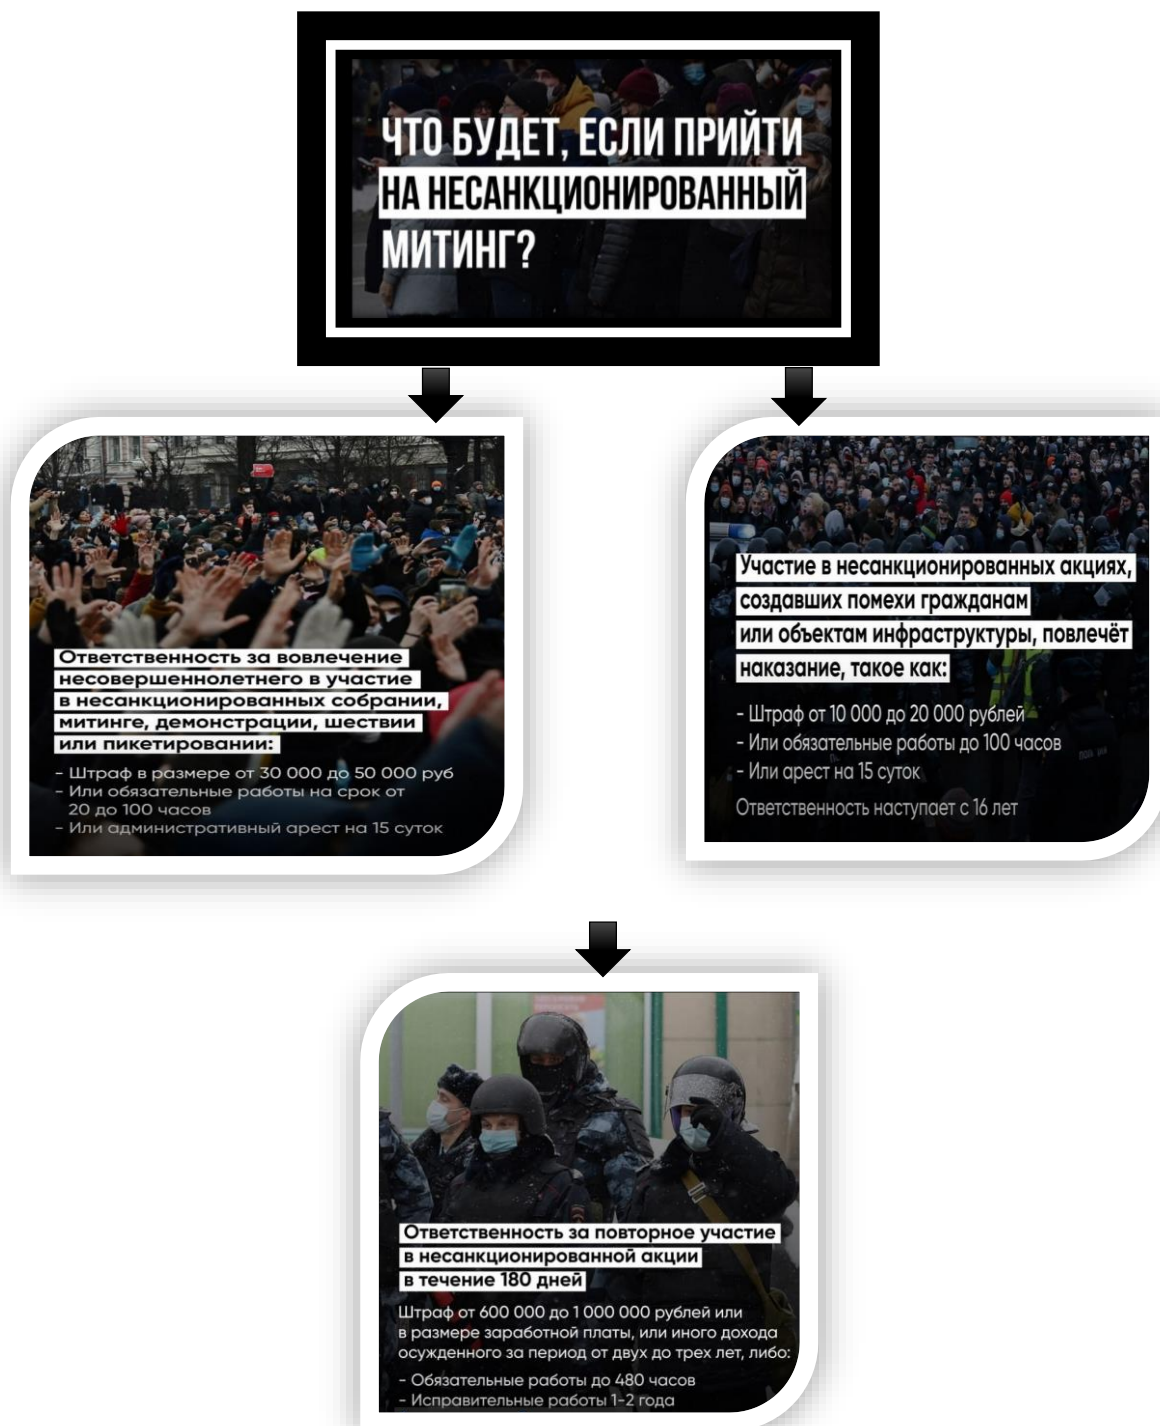 ЧТО БУДЕТ, ЕСЛИ ПРИЙТИ
НА НЕСАНКЦИОНИРОВАННЫЙ
МИТИНГ?
Ответственность за вовлечение
несовершеннолетнего в участие
в несанкционированных собрании,
митинге, демонстрации, шествии
или пикетировании:
- Штраф в размере от 30 000 до 50 000 руб
- Или обязательные работы на срок от
20 до 100 часов
- Или административный арест на 15 суток
Участие в несанкционированных акциях,
создавших помехи гражданам
или объектам инфраструктуры, повлечёт
наказание, такое как:
- Штраф от 10 000 до 20 000 рублей
- Или обязательные работы до 100 часов
- Или арест на 15 суток
Ответственность наступает с 16 лет
Ответственность за повторное участие
в несанкционированной акции
в течение 180 дней
Штраф от 600 000 до 1 000 000 рублей или
в размере заработной платы, или иного дохода
осужденного за период от двух до трех лет, либо:
- Обязательные работы до 480 часов
- Исправительные работы 1-2 года